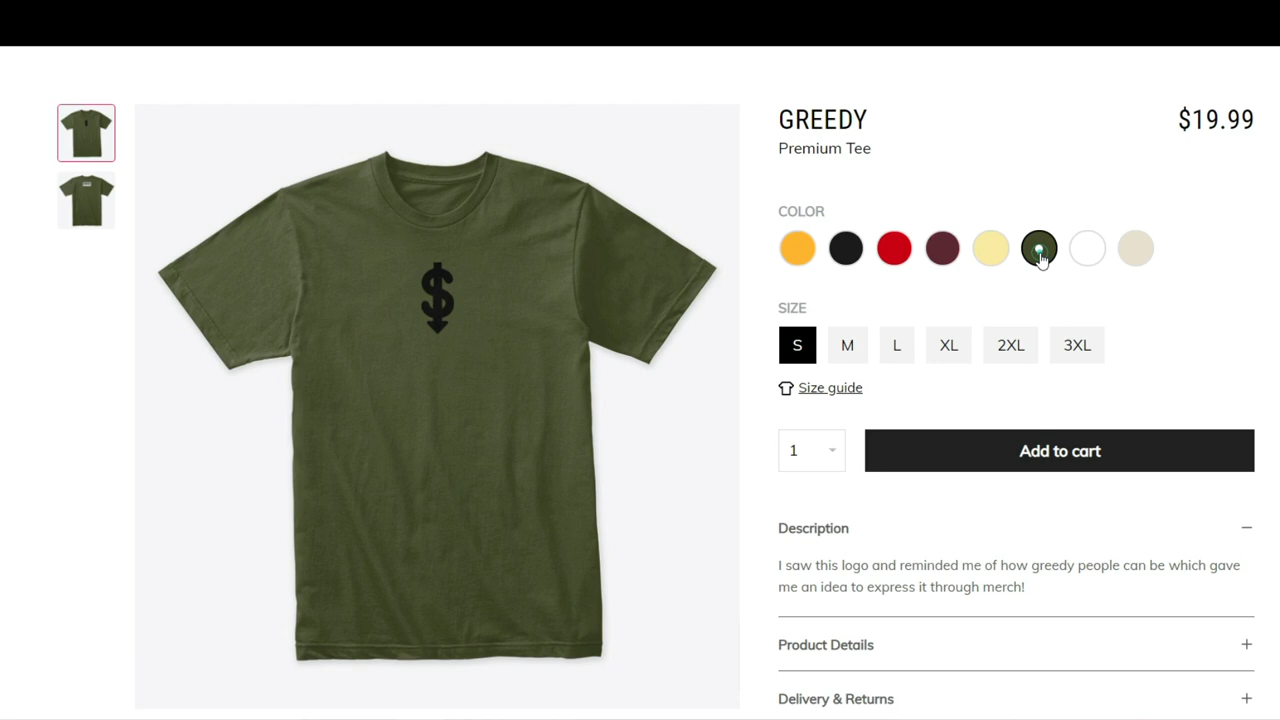 GREEDY
$19.99
Premium Tee
COLOR
SIZE
S M L XL 2XL 3XL
Size guide
1
Add to cart
Description
I saw this logo and reminded me of how greedy people can be which gave
me an idea to express it through merch!
Product Details
Delivery & Returns
$